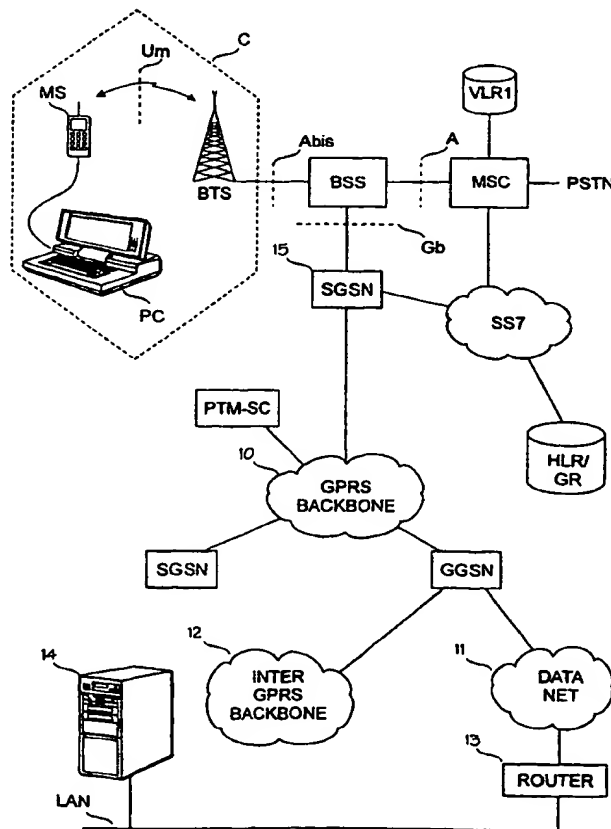 C
Um
MS
VLR1
Abis
A
BTS
BSS
MSC
PSTN
Gb
15
SGSN
PC
SS7
PTM-SC
10
GPRS
BACKBONE
HLR/
GR
SGSN
GGSN
12
14
11
INTER
GPRS
BACKBONE
DATA
NET
13
ROUTER
LAN